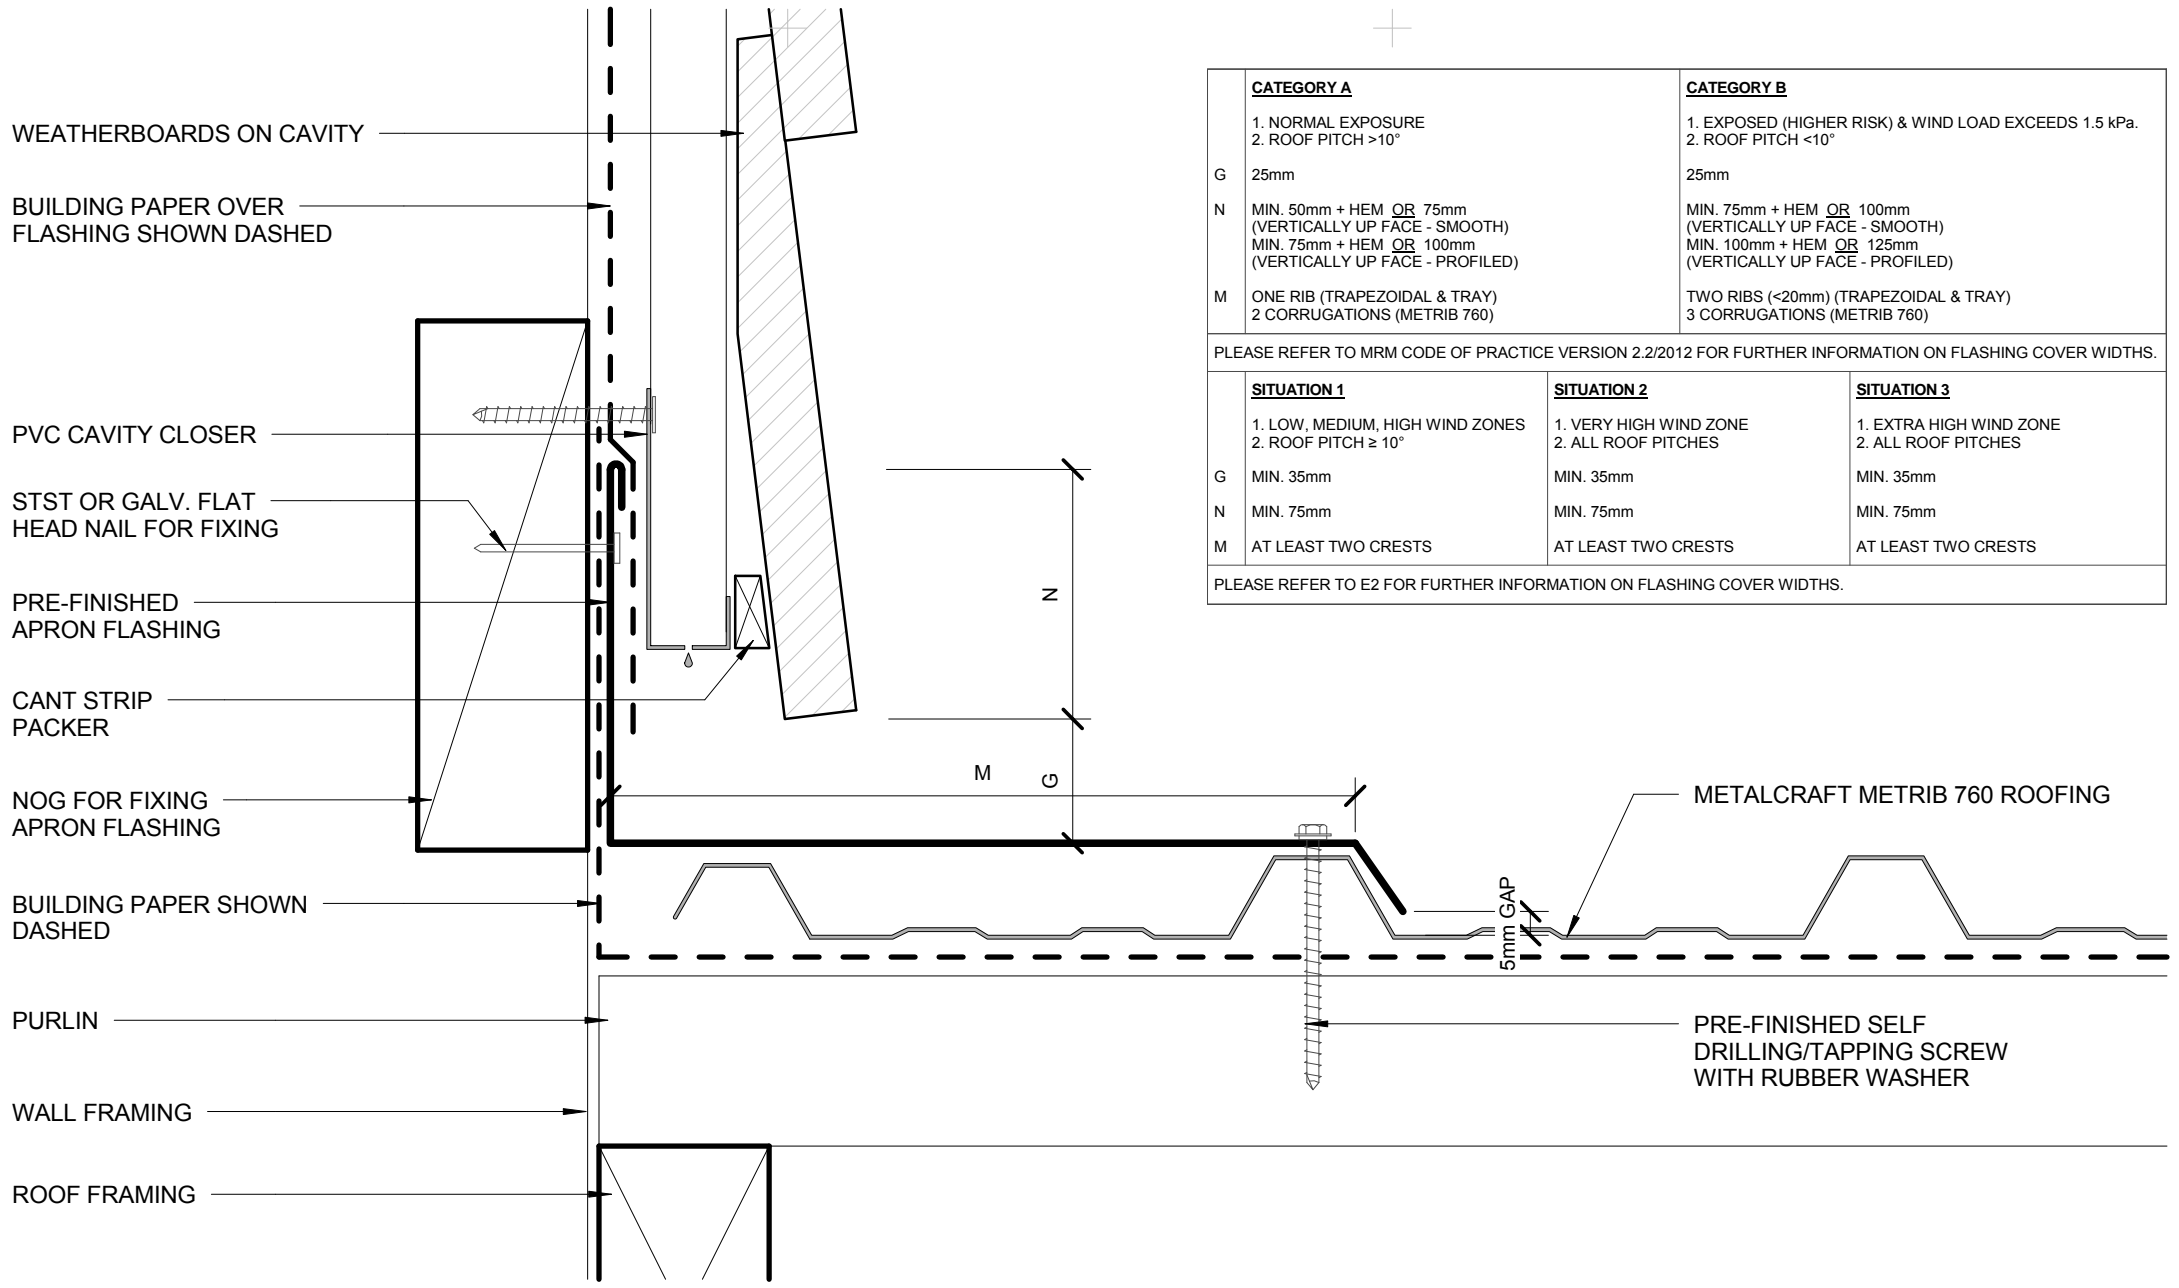 WEATHERBOARDS ON CAVITY
BUILDING PAPER OVER
FLASHING SHOWN DASHED
PVC CAVITY CLOSER
STST OR GALV. FLAT
HEAD NAIL FOR FIXING
PRE-FINISHED
APRON FLASHING
CANT STRIP
PACKER
NOG FOR FIXING
APRON FLASHING
BUILDING PAPER SHOWN
DASHED
PURLIN
WALL FRAMING
ROOF FRAMING
N
M
G
5mm GAP
METALCRAFT METRIB 760 ROOFING
PRE-FINISHED SELF
DRILLING/TAPPING SCREW
WITH RUBBER WASHER
CATEGORY A
1. NORMAL EXPOSURE
2. ROOF PITCH >10°
CATEGORY B
1. EXPOSED (HIGHER RISK) & WIND LOAD EXCEEDS 1.5 kPa.
2. ROOF PITCH <10°
G 25mm 25mm
N MIN. 50mm + HEM OR 75mm
(VERTICALLY UP FACE - SMOOTH)
MIN. 75mm + HEM OR 100mm
(VERTICALLY UP FACE - PROFILED)
MIN. 75mm + HEM OR 100mm
(VERTICALLY UP FACE - SMOOTH)
MIN. 100mm + HEM OR 125mm
(VERTICALLY UP FACE - PROFILED)
M ONE RIB (TRAPEZOIDAL & TRAY)
2 CORRUGATIONS (METRIB 760)
TWO RIBS (<20mm) (TRAPEZOIDAL & TRAY)
3 CORRUGATIONS (METRIB 760)
PLEASE REFER TO MRM CODE OF PRACTICE VERSION 2.2/2012 FOR FURTHER INFORMATION ON FLASHING COVER WIDTHS.
SITUATION 1
1. LOW, MEDIUM, HIGH WIND ZONES
2. ROOF PITCH ≥ 10°
SITUATION 2
1. VERY HIGH WIND ZONE
2. ALL ROOF PITCHES
SITUATION 3
1. EXTRA HIGH WIND ZONE
2. ALL ROOF PITCHES
G MIN. 35mm MIN. 35mm MIN. 35mm
N MIN. 75mm MIN. 75mm MIN. 75mm
M AT LEAST TWO CRESTS AT LEAST TWO CRESTS AT LEAST TWO CRESTS
PLEASE REFER TO E2 FOR FURTHER INFORMATION ON FLASHING COVER WIDTHS.